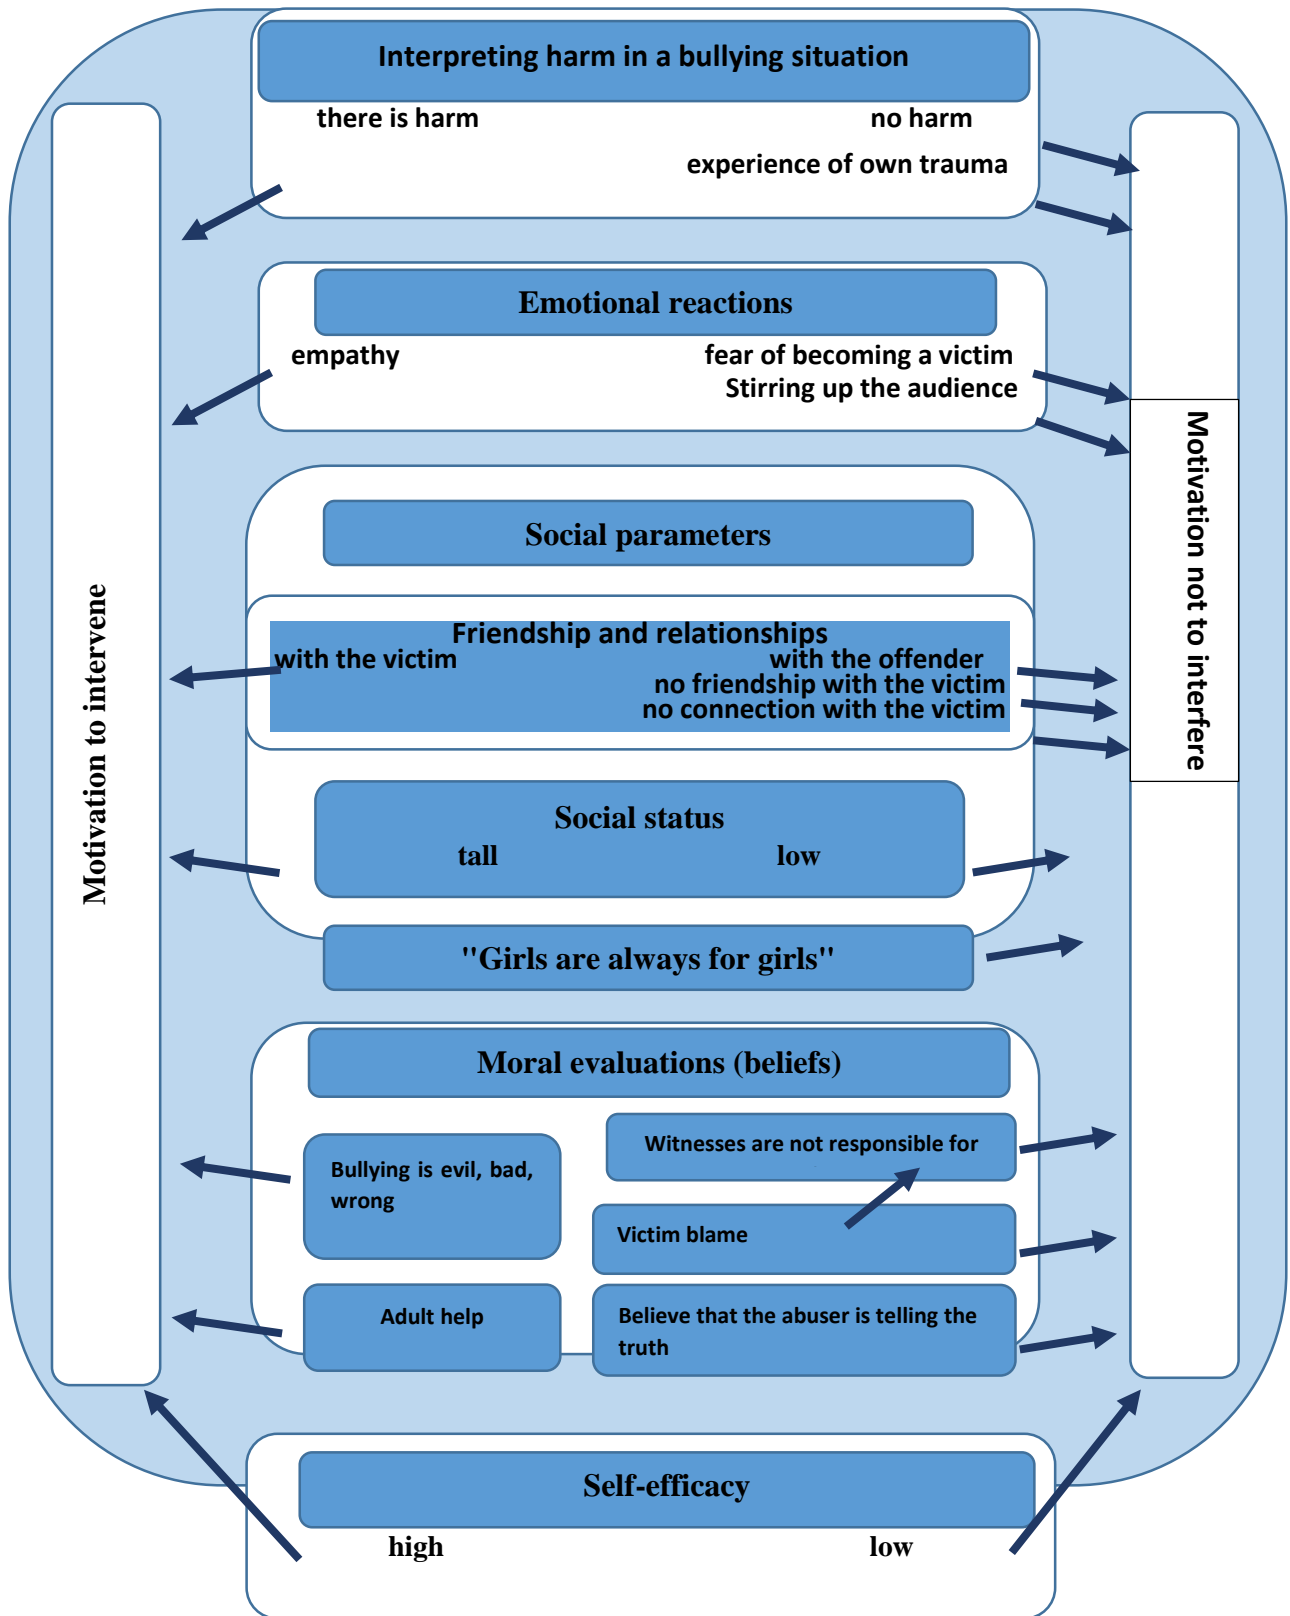 Interpreting harm in a bullying situation
there is harm
no harm
experience of own trauma
Emotional reactions
empathy
fear of becoming a victim
Stirring up the audience
Social parameters
Friendship and relationships
with the victim
with the offender
no friendship with the victim
no connection with the victim
Social status
tall
low
"Girls are always for girls"
Moral evaluations (beliefs)
Bullying is evil, bad,
wrong
Witnesses are not responsible for
Victim blame
Adult help
Believe that the abuser is telling the
truth
Self-efficacy
high
low
Motivation to intervene
Motivation not to interfere